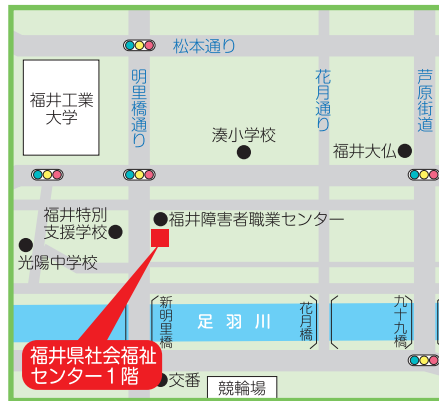 松本通り
福井工業
大学
明里橋通り
花月通り
芦原街道
湊小学校
福井大仏
福井特別
支援学校
福井障害者職業センター
光陽中学校
新明里橋
足羽川
花月橋
九十九橋
福井県社会福祉
センター1階
交番
競輪場